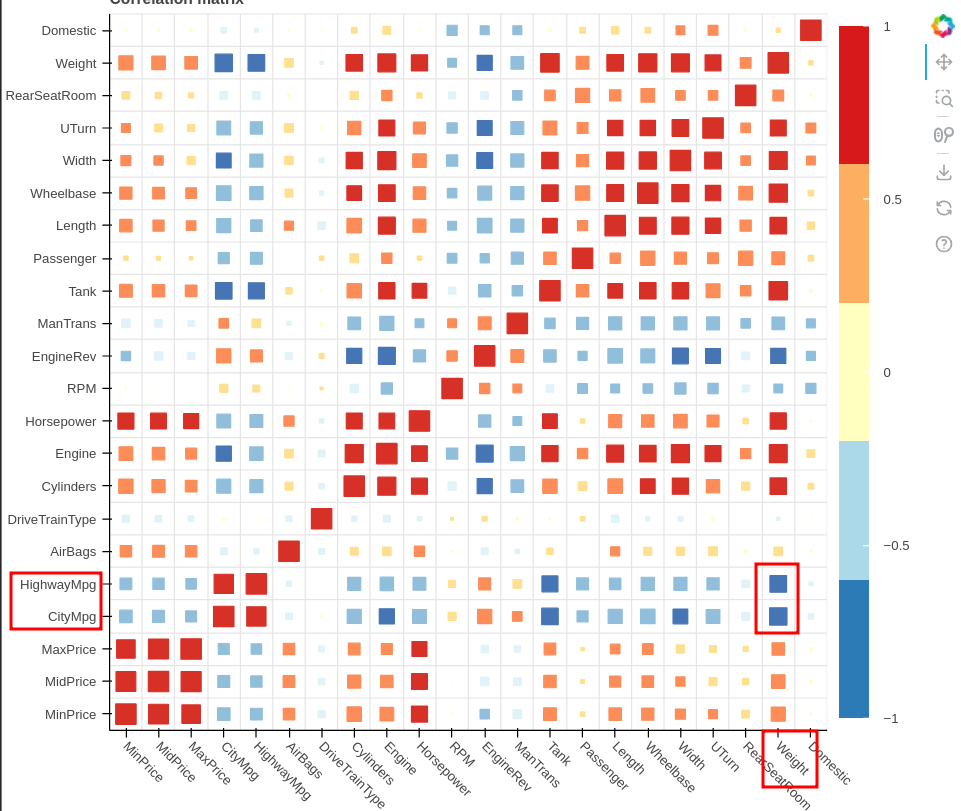 Correlation matrix
Domestic
Weight
RearSeatRoom
UTurn
Width
Wheelbase
Length
Passenger
Tank
ManTrans
EngineRev
RPM
Horsepower
Engine
Cylinders
DriveTrainType
AirBags
HighwayMpg
CityMpg
MaxPrice
MidPrice
MinPrice
MinPrice
MidPrice
MaxPrice
CityMpg
HighwayMpg
AirBags
DriveTrainType
Cylinders
Engine
Horsepower
RPM
EngineRev
ManTrans
Tank
Passenger
Length
Wheelbase
Width
UTurn
RearSeatRoom
Weight
Domestic
1
0.5
0
−0.5
−1